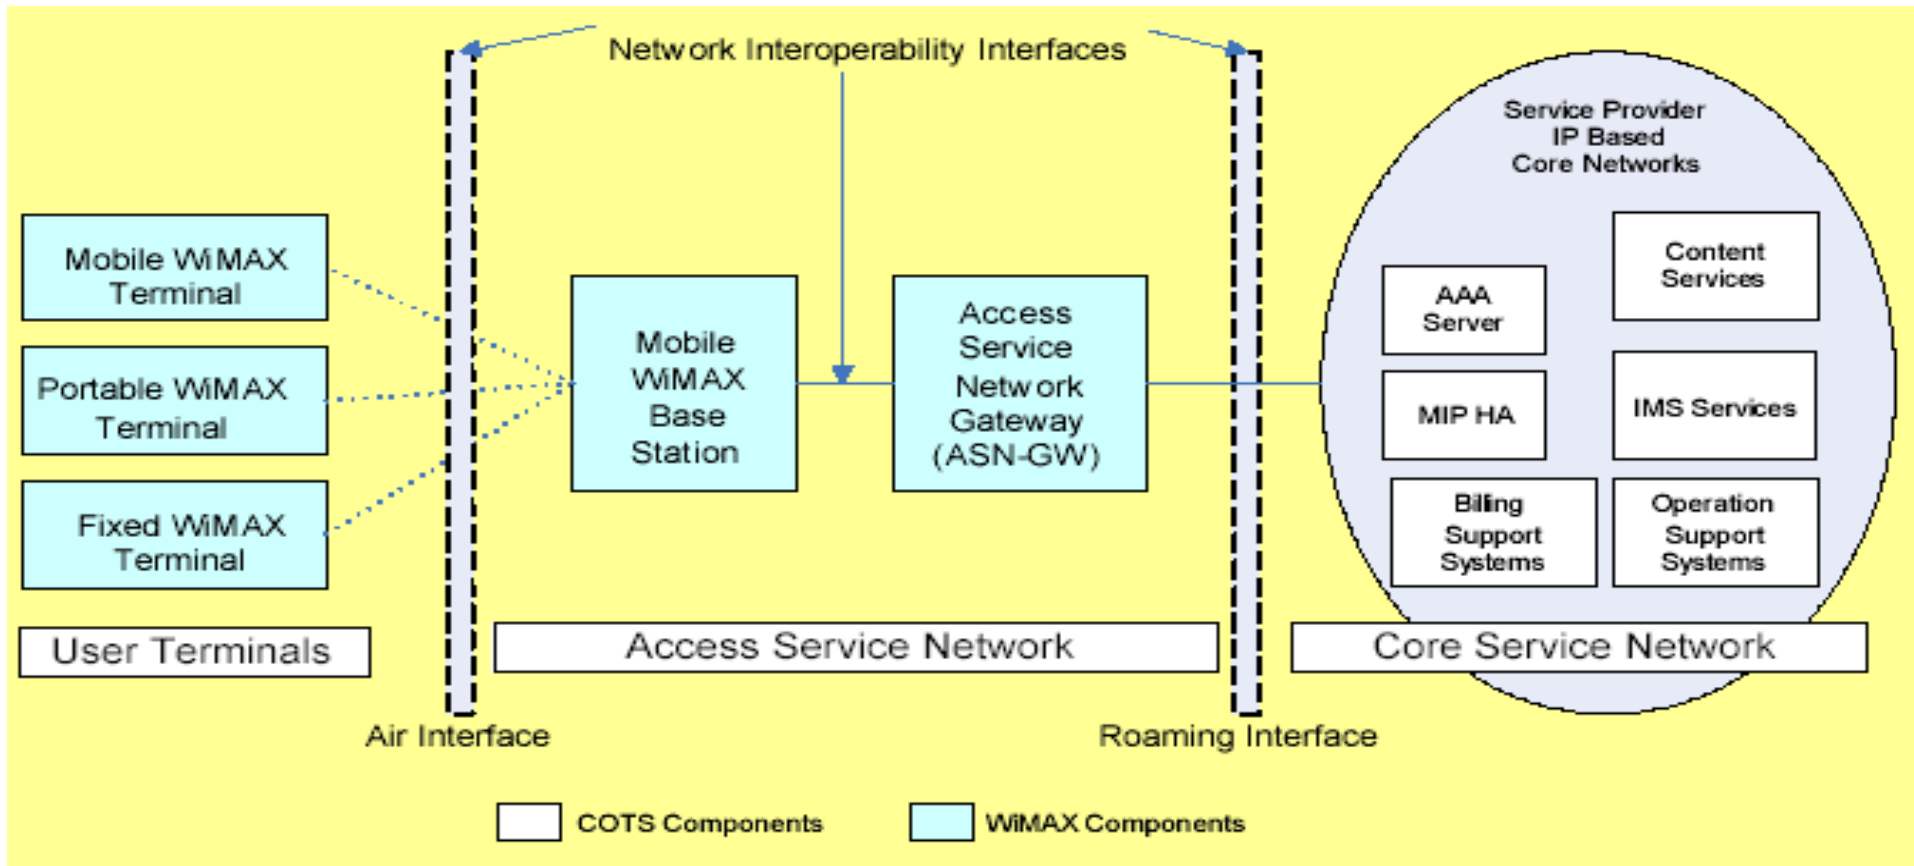 Network Interoperability Interfaces
Service Provider
IP Based
Core Networks
Mobile WiMAX
Terminal
Portable WiMAX
Terminal
Fixed WiMAX
Terminal
Mobile
WiMAX
Base
Station
Access
Service
Network
Gateway
(ASN-GW)
AAA
Server
Content
Services
MIP HA
IMS Services
Billing
Support
Systems
Operation
Support
Systems
User Terminals
Access Service Network
Core Service Network
Air Interface
Roaming Interface
COTS Components
WiMAX Components